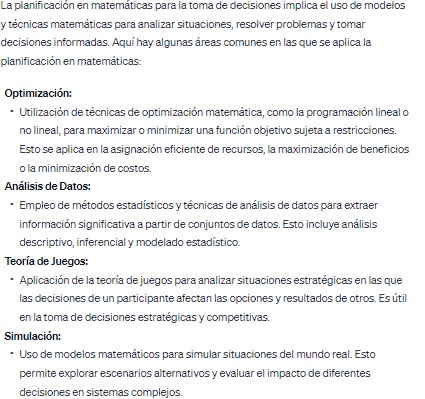 La planificación en matemáticas para la toma de decisiones implica el uso de modelos
y técnicas matemáticas para analizar situaciones, resolver problemas y tomar
decisiones informadas. Aquí hay algunas áreas comunes en las que se aplica la
planificación en matemáticas:
Optimización:
• Utilización de técnicas de optimización matemática, como la programación lineal o
no lineal, para maximizar o minimizar una función objetivo sujeta a restricciones.
Esto se aplica en la asignación eficiente de recursos, la maximización de beneficios
o la minimización de costos.
Análisis de Datos:
• Empleo de métodos estadísticos y técnicas de análisis de datos para extraer
información significativa a partir de conjuntos de datos. Esto incluye análisis
descriptivo, inferencial y modelado estadístico.
Teoría de Juegos:
• Aplicación de la teoría de juegos para analizar situaciones estratégicas en las que
las decisiones de un participante afectan las opciones y resultados de otros. Es útil
en la toma de decisiones estratégicas y competitivas.
Simulación:
• Uso de modelos matemáticos para simular situaciones del mundo real. Esto
permite explorar escenarios alternativos y evaluar el impacto de diferentes
decisiones en sistemas complejos.